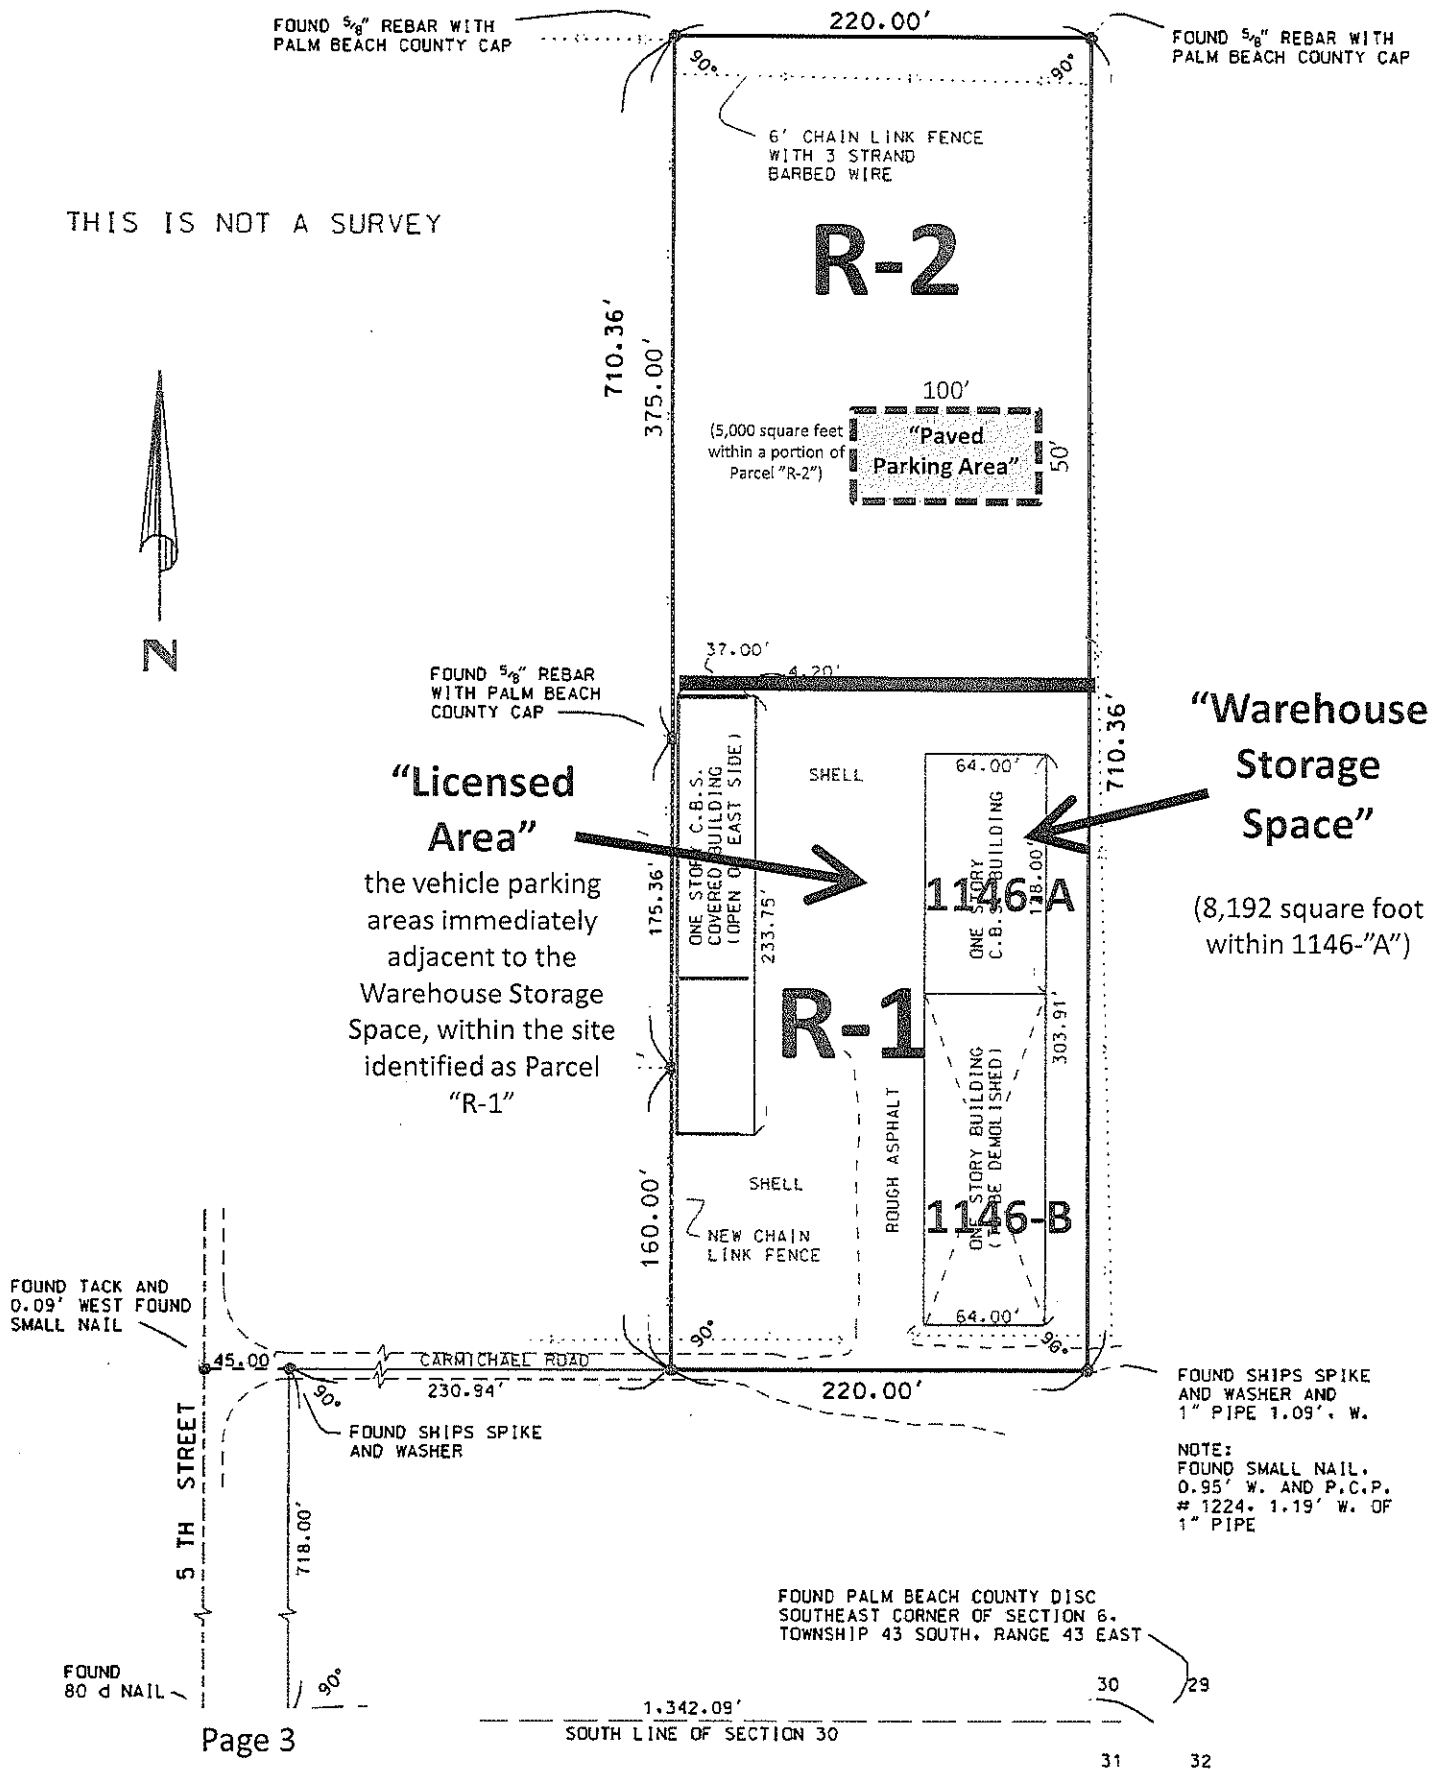 FOUND 5/8" REBAR WITH
PALM BEACH COUNTY CAP
220.00'
FOUND 5/8" REBAR WITH
PALM BEACH COUNTY CAP
90°
90°
6' CHAIN LINK FENCE
WITH 3 STRAND
BARBED WIRE
THIS IS NOT A SURVEY
R-2
710.36'
375.00'
100'
(5,000 square feet
within a portion of
Parcel "R-2")
"Paved
Parking Area"
50'
N
37.00'
4.20'
FOUND 5/8" REBAR
WITH PALM BEACH
COUNTY CAP
"Warehouse
Storage
Space"
(8,192 square foot
within 1146-"A")
710.36'
"Licensed
Area"
the vehicle parking
areas immediately
adjacent to the
Warehouse Storage
Space, within the site
identified as Parcel
"R-1"
175.36'
ONE STORY C.B.S.
COVERED BUILDING
(OPEN ON EAST SIDE)
233.75'
SHELL
64.00'
ONE STORY
C.B.S. BUILDING
1146-A
R-1
303.91'
ROUGH ASPHALT
ONE STORY BUILDING
(TO BE DEMOLISHED)
1146-B
64.00'
SHELL
160.00'
NEW CHAIN
LINK FENCE
90°
FOUND TACK AND
0.09' WEST FOUND
SMALL NAIL
45.00
CARMICHAEL ROAD
230.94'
220.00'
90°
FOUND SHIPS SPIKE
AND WASHER
FOUND SHIPS SPIKE
AND WASHER AND
1" PIPE 1.09'. W.
NOTE:
FOUND SMALL NAIL.
0.95' W. AND P.C.P.
# 1224. 1.19' W. OF
1" PIPE
5 TH STREET
718.00'
FOUND PALM BEACH COUNTY DISC
SOUTHEAST CORNER OF SECTION 6.
TOWNSHIP 43 SOUTH. RANGE 43 EAST
FOUND
80 d NAIL
90°
30
29
1.342.09'
SOUTH LINE OF SECTION 30
Page 3
31
32